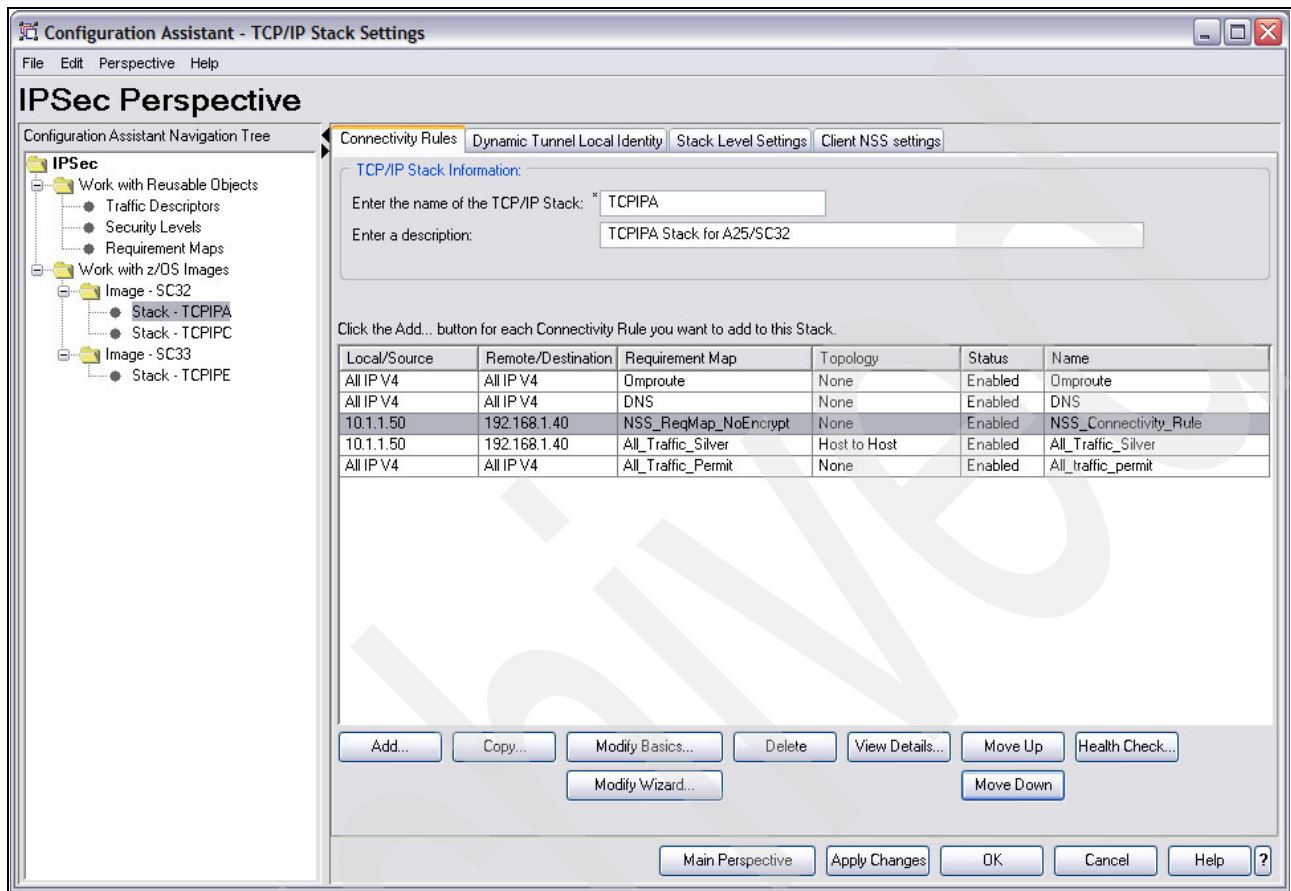 Configuration Assistant - TCP/IP Stack Settings
File Edit Perspective Help
IPSec Perspective
Configuration Assistant Navigation Tree
IPSec
Work with Reusable Objects
Traffic Descriptors
Security Levels
Requirement Maps
Work with z/OS Images
Image - SC32
Stack - TCPIPA
Stack - TCPIPC
Image - SC33
Stack - TCPIPE
Connectivity Rules Dynamic Tunnel Local Identity Stack Level Settings Client NSS settings
TCP/IP Stack Information:
Enter the name of the TCP/IP Stack: * TCPIPA
Enter a description: TCPIPA Stack for A25/SC32
Click the Add... button for each Connectivity Rule you want to add to this Stack.
Local/Source Remote/Destination Requirement Map Topology Status Name
All IP V4 All IP V4 Omproute None Enabled Omproute
All IP V4 All IP V4 DNS None Enabled DNS
10.1.1.50 192.168.1.40 NSS_ReqMap_NoEncrypt None Enabled NSS_Connectivity_Rule
10.1.1.50 192.168.1.40 All_Traffic_Silver Host to Host Enabled All_Traffic_Silver
All IP V4 All IP V4 All_Traffic_Permit None Enabled All_traffic_permit
Add... Copy... Modify Basics... Delete View Details... Move Up Health Check...
Modify Wizard... Move Down
Main Perspective Apply Changes OK Cancel Help ?